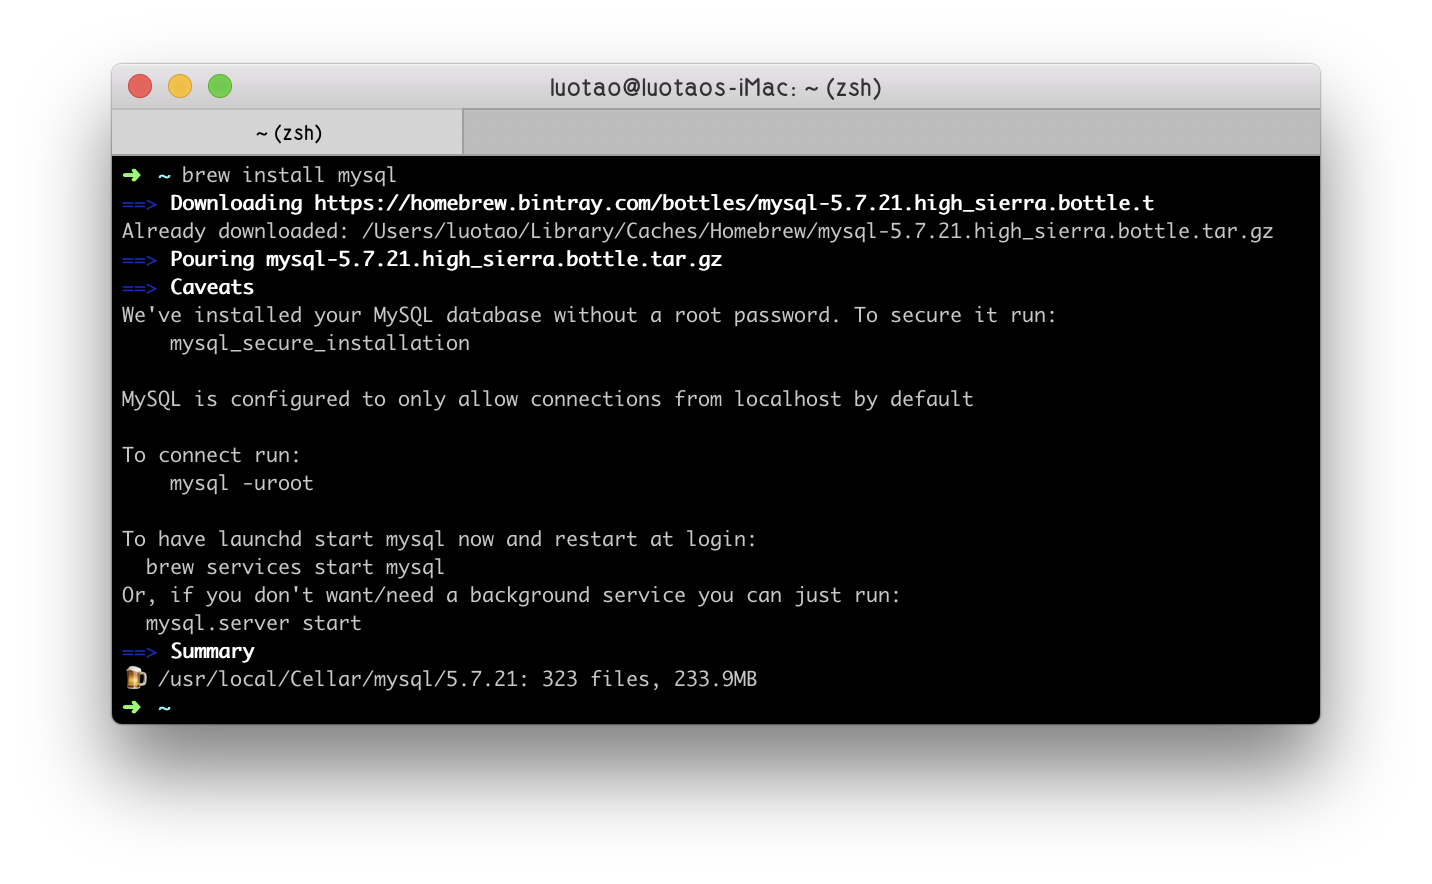 luotao@luotaos-iMac: ~ (zsh)
~ (zsh)
➜ ~ brew install mysql
==> Downloading https://homebrew.bintray.com/bottles/mysql-5.7.21.high_sierra.bottle.t
Already downloaded: /Users/luotao/Library/Caches/Homebrew/mysql-5.7.21.high_sierra.bottle.tar.gz
==> Pouring mysql-5.7.21.high_sierra.bottle.tar.gz
==> Caveats
We've installed your MySQL database without a root password. To secure it run:
    mysql_secure_installation

MySQL is configured to only allow connections from localhost by default

To connect run:
    mysql -uroot

To have launchd start mysql now and restart at login:
  brew services start mysql
Or, if you don't want/need a background service you can just run:
  mysql.server start
==> Summary
🍺 /usr/local/Cellar/mysql/5.7.21: 323 files, 233.9MB
➜ ~